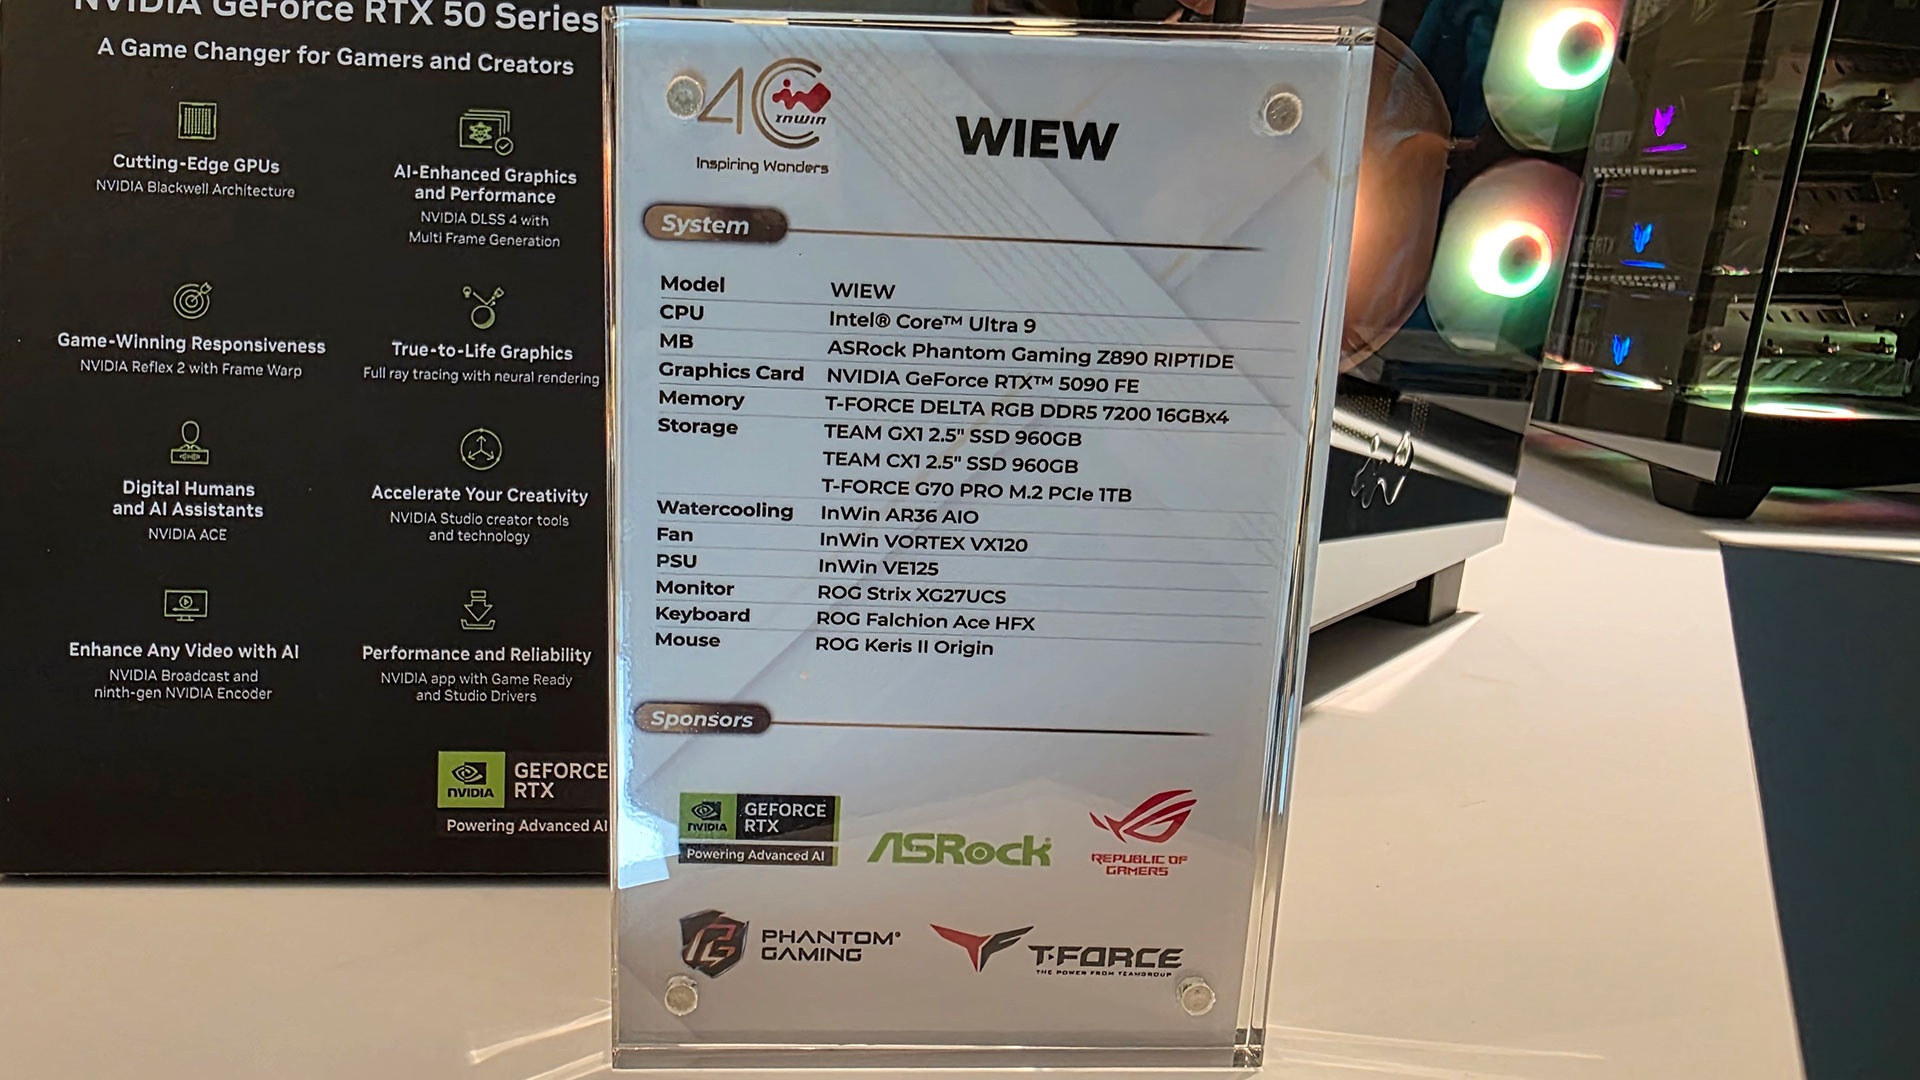 NVIDIA GeForce RTX 50 Series
A Game Changer for Gamers and Creators
Cutting-Edge GPUs
NVIDIA Blackwell Architecture
AI-Enhanced Graphics
and Performance
NVIDIA DLSS 4 with
Multi Frame Generation
Game-Winning Responsiveness
NVIDIA Reflex 2 with Frame Warp
True-to-Life Graphics
Full ray tracing with neural rendering
Digital Humans
and AI Assistants
NVIDIA ACE
Accelerate Your Creativity
NVIDIA Studio creator tools
and technology
Enhance Any Video with AI
NVIDIA Broadcast and
ninth-gen NVIDIA Encoder
Performance and Reliability
NVIDIA app with Game Ready
and Studio Drivers
NVIDIA
GEFORCE
RTX
Powering Advanced AI
40
InWin
Inspiring Wonders
WIEW
System
Model WIEW
CPU Intel® Core™ Ultra 9
MB ASRock Phantom Gaming Z890 RIPTIDE
Graphics Card NVIDIA GeForce RTX™ 5090 FE
Memory T-FORCE DELTA RGB DDR5 7200 16GBx4
Storage TEAM GX1 2.5" SSD 960GB
TEAM CX1 2.5" SSD 960GB
T-FORCE G70 PRO M.2 PCIe 1TB
Watercooling InWin AR36 AIO
Fan InWin VORTEX VX120
PSU InWin VE125
Monitor ROG Strix XG27UCS
Keyboard ROG Falchion Ace HFX
Mouse ROG Keris II Origin
Sponsors
NVIDIA
GEFORCE
RTX
Powering Advanced AI
ASRock
REPUBLIC OF
GAMERS
PHANTOM®
GAMING
T-FORCE
THE POWER FROM TEAMGROUP